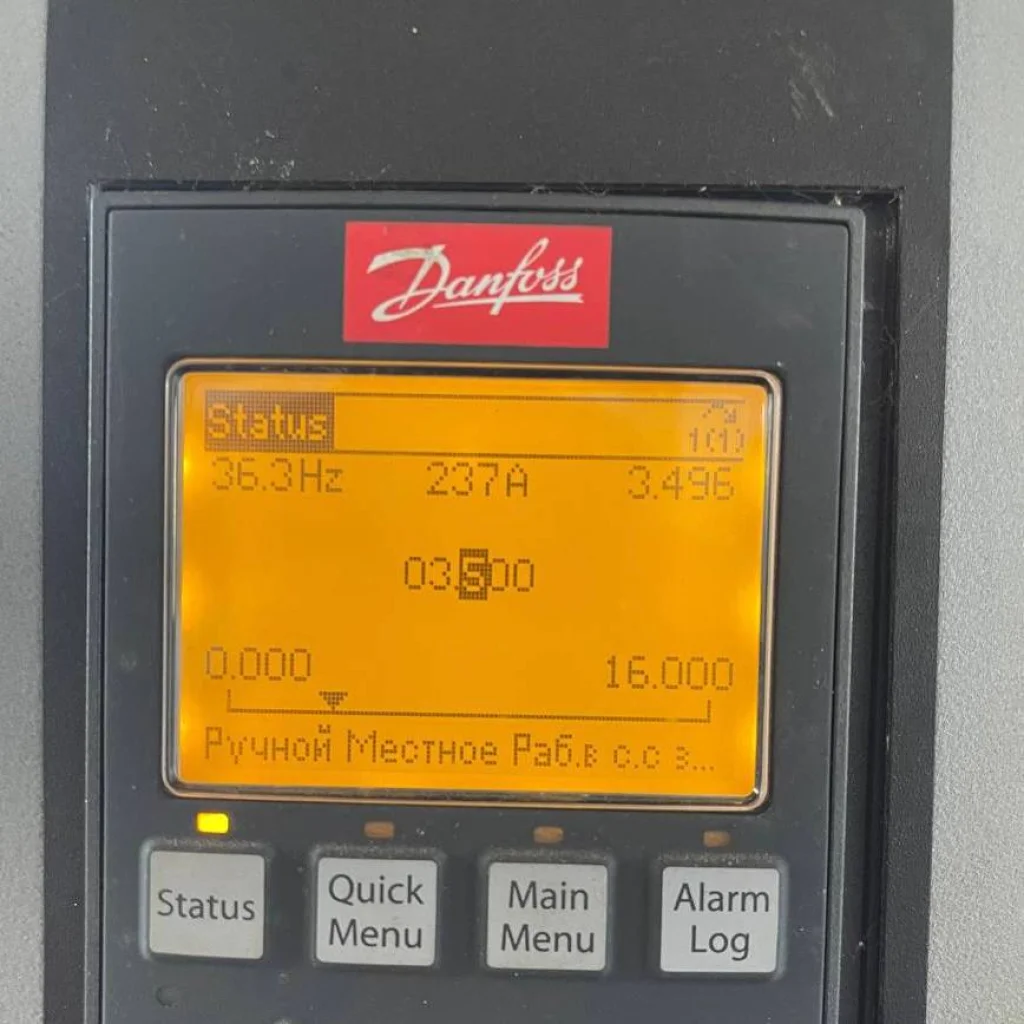 Danfoss
Status
1(1)
36.3Hz 237A 3.496
03.500
0.000 16.000
Ручной Местное Раб.в с.с з...
Status
Quick Menu
Main Menu
Alarm Log